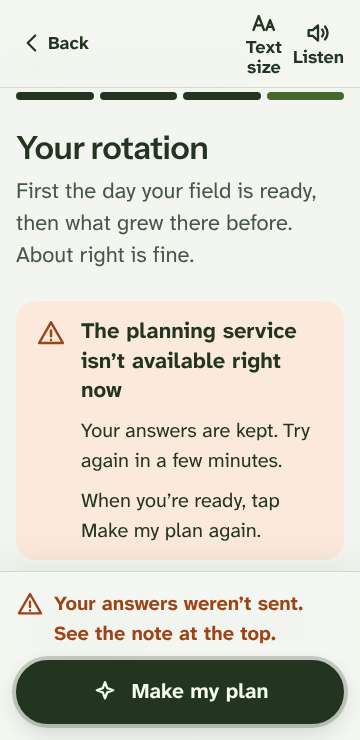 Back
Text
size
Listen
Your rotation
First the day your field is ready,
then what grew there before.
About right is fine.
The planning service
isn’t available right
now
Your answers are kept. Try
again in a few minutes.
When you’re ready, tap
Make my plan again.
Your answers weren’t sent.
See the note at the top.
Make my plan